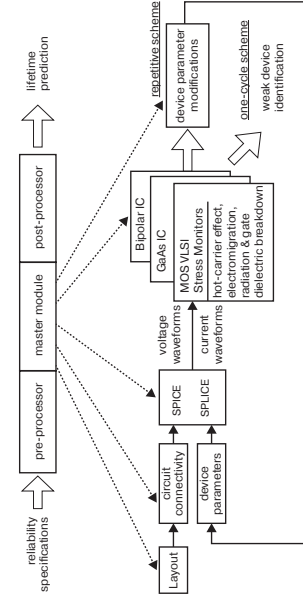 reliability
specifications
pre-processor
master module
post-processor
lifetime
prediction
Layout
circuit
connectivity
device
parameters
SPICE
SPLICE
voltage
waveforms
current
waveforms
Bipolar IC
GaAs IC
MOS VLSI
Stress Monitors
hot-carrier effect,
electromigration,
radiation & gate
dielectric breakdown
repetitive scheme
device parameter
modifications
one-cycle scheme
weak device
identification